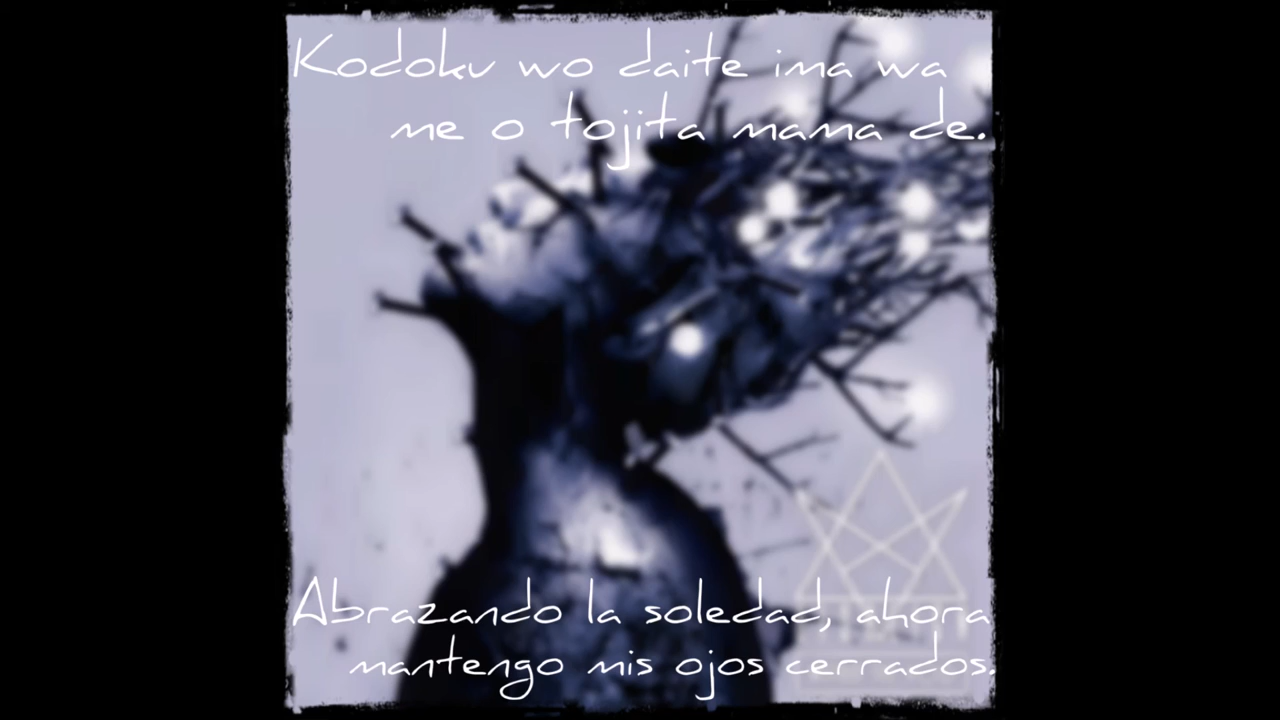 Kodoku wo daite ima wa
me o tojita mama de.
Abrazando la soledad, ahora
mantengo mis ojos cerrados.